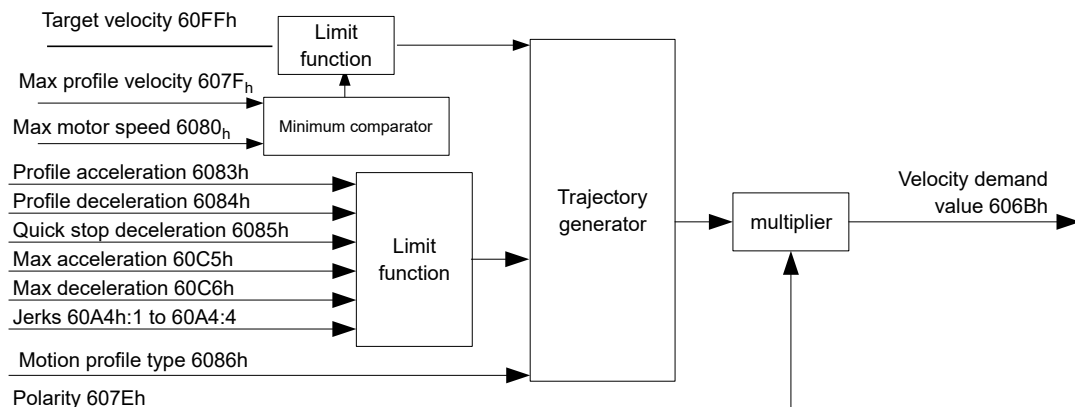 Target velocity 60FFh
Limit
function
Max profile velocity 607Fₕ
Minimum comparator
Max motor speed 6080ₕ
Profile acceleration 6083h
Profile deceleration 6084h
Quick stop deceleration 6085h
Max acceleration 60C5h
Max deceleration 60C6h
Jerks 60A4h:1 to 60A4:4
Limit
function
Motion profile type 6086h
Polarity 607Eh
Trajectory
generator
multiplier
Velocity demand
value 606Bh